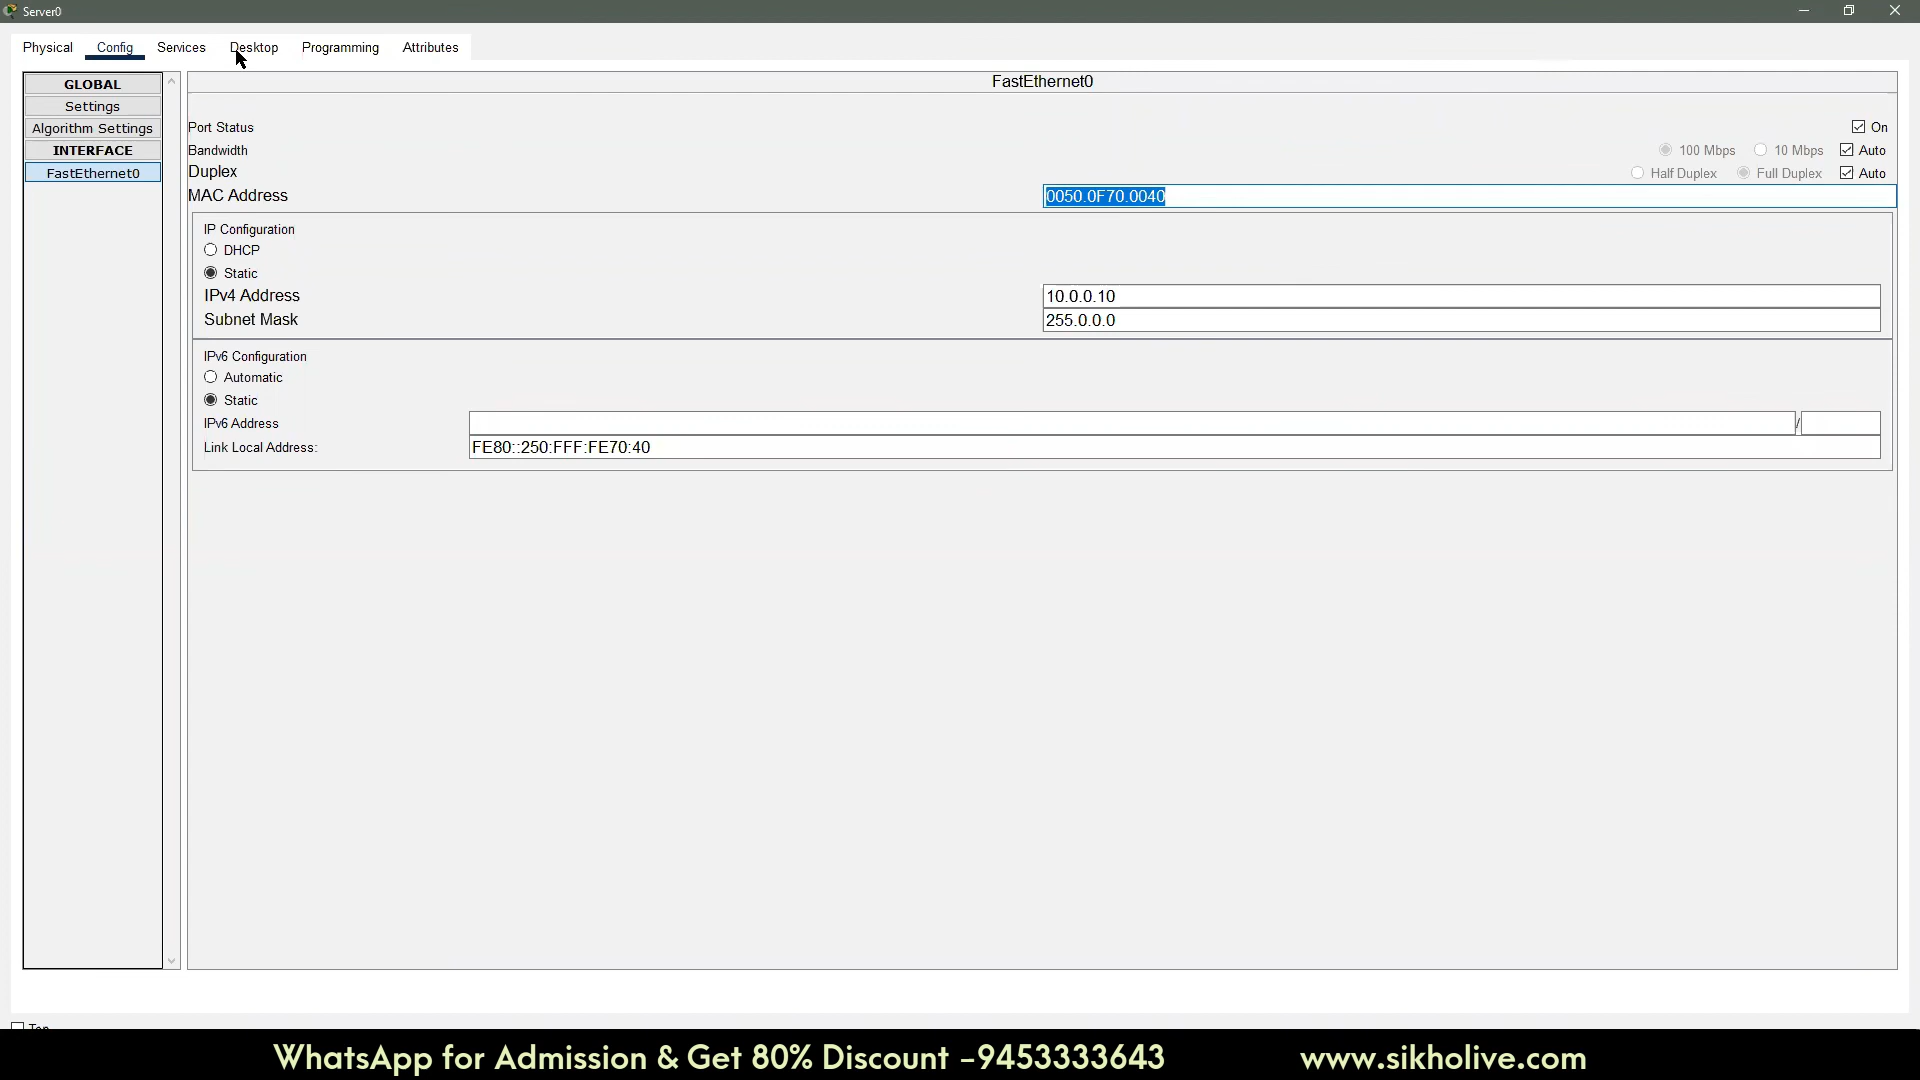 Server0
Physical Config Services Desktop Programming Attributes
GLOBAL
Settings
Algorithm Settings
INTERFACE
FastEthernet0
FastEthernet0
Port Status On
Bandwidth 100 Mbps 10 Mbps Auto
Duplex Half Duplex Full Duplex Auto
MAC Address 0050.0F70.0040
IP Configuration
DHCP
Static
IPv4 Address 10.0.0.10
Subnet Mask 255.0.0.0
IPv6 Configuration
Automatic
Static
IPv6 Address /
Link Local Address: FE80::250:FFF:FE70:40
Top
WhatsApp for Admission & Get 80% Discount –9453333643 www.sikholive.com